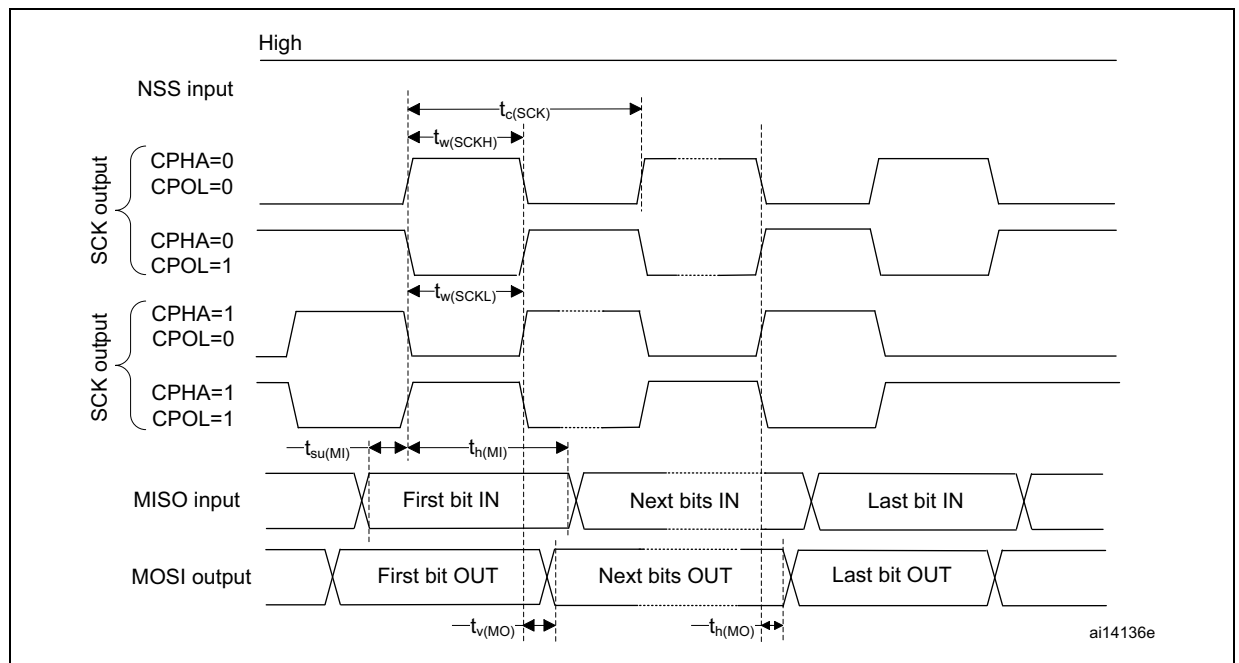 High
NSS input
tc(SCK)
tw(SCKH)
SCK output
CPHA=0
CPOL=0
CPHA=0
CPOL=1
tw(SCKL)
SCK output
CPHA=1
CPOL=0
CPHA=1
CPOL=1
tsu(MI)
th(MI)
MISO input
First bit IN
Next bits IN
Last bit IN
MOSI output
First bit OUT
Next bits OUT
Last bit OUT
tv(MO)
th(MO)
ai14136e